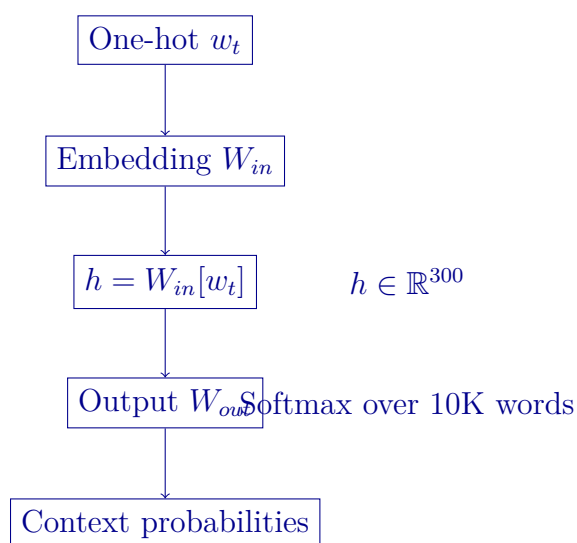 One-hot $w_t$
Embedding $W_{in}$
$h = W_{in}[w_t]$
$h \in \mathbb{R}^{300}$
Output $W_{out}$
Softmax over 10K words
Context probabilities